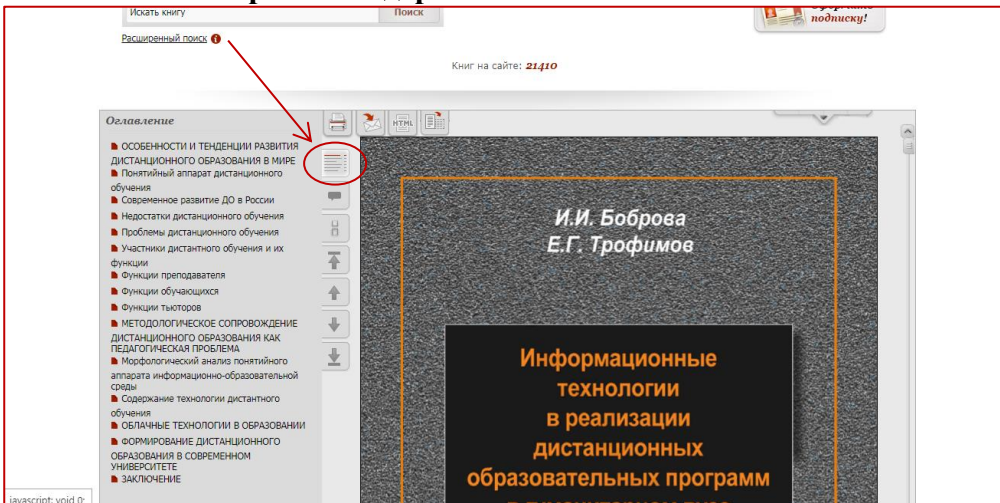 Искать книгу
Поиск
подписку!
Расширенный поиск
Книг на сайте: 21410
Оглавление
HTML
ОСОБЕННОСТИ И ТЕНДЕНЦИИ РАЗВИТИЯ
ДИСТАНЦИОННОГО ОБРАЗОВАНИЯ В МИРЕ
Понятийный аппарат дистанционного
обучения
Современное развитие ДО в России
Недостатки дистанционного обучения
Проблемы дистанционного обучения
Участники дистантного обучения и их
функции
Функции преподавателя
Функции обучающихся
Функции тьюторов
МЕТОДОЛОГИЧЕСКОЕ СОПРОВОЖДЕНИЕ
ДИСТАНЦИОННОГО ОБРАЗОВАНИЯ КАК
ПЕДАГОГИЧЕСКАЯ ПРОБЛЕМА
Морфологический анализ понятийного
аппарата информационно-образовательной
среды
Содержание технологии дистантного
обучения
ОБЛАЧНЫЕ ТЕХНОЛОГИИ В ОБРАЗОВАНИИ
ФОРМИРОВАНИЕ ДИСТАНЦИОННОГО
ОБРАЗОВАНИЯ В СОВРЕМЕННОМ
УНИВЕРСИТЕТЕ
ЗАКЛЮЧЕНИЕ
И.И. Боброва
Е.Г. Трофимов
Информационные
технологии
в реализации
дистанционных
образовательных программ
javascript: void 0;